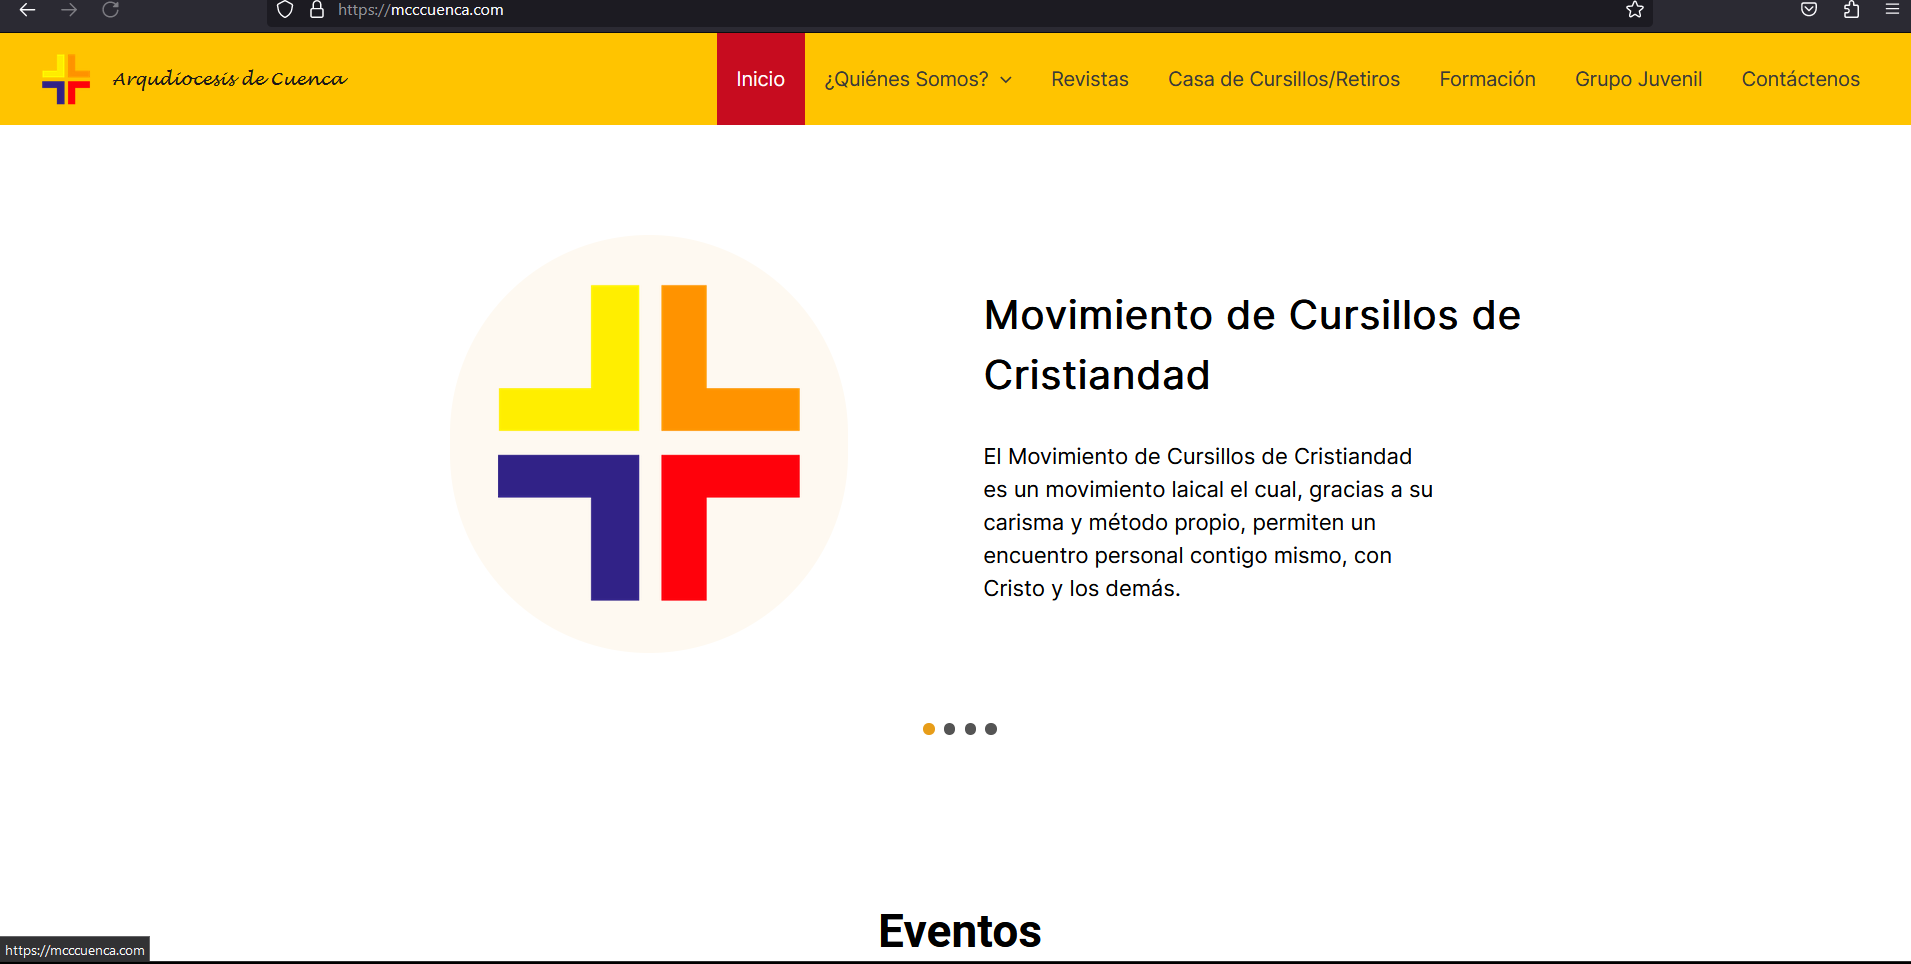 https://mcccuenca.com
Arqudiocesis de Cuenca
Inicio
¿Quiénes Somos?
Revistas
Casa de Cursillos/Retiros
Formación
Grupo Juvenil
Contáctenos
Movimiento de Cursillos de
Cristiandad
El Movimiento de Cursillos de Cristiandad
es un movimiento laical el cual, gracias a su
carisma y método propio, permiten un
encuentro personal contigo mismo, con
Cristo y los demás.
Eventos
https://mcccuenca.com